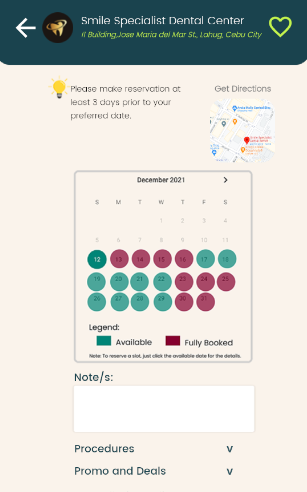 Smile Specialist Dental Center
II Building,Jose Maria del Mar St., Lahug, Cebu City
Please make reservation at
least 3 days prior to your
preferred date.
Get Directions
December 2021 >
S M T W T F S
1 2 3 4
5 6 7 8 9 10 11
12 13 14 15 16 17 18
19 20 21 22 23 24 25
26 27 28 29 30 31
Legend:
Available Fully Booked
Note: To reserve a slot, just click the available date for the details.
Note/s:
Procedures v
Promo and Deals v